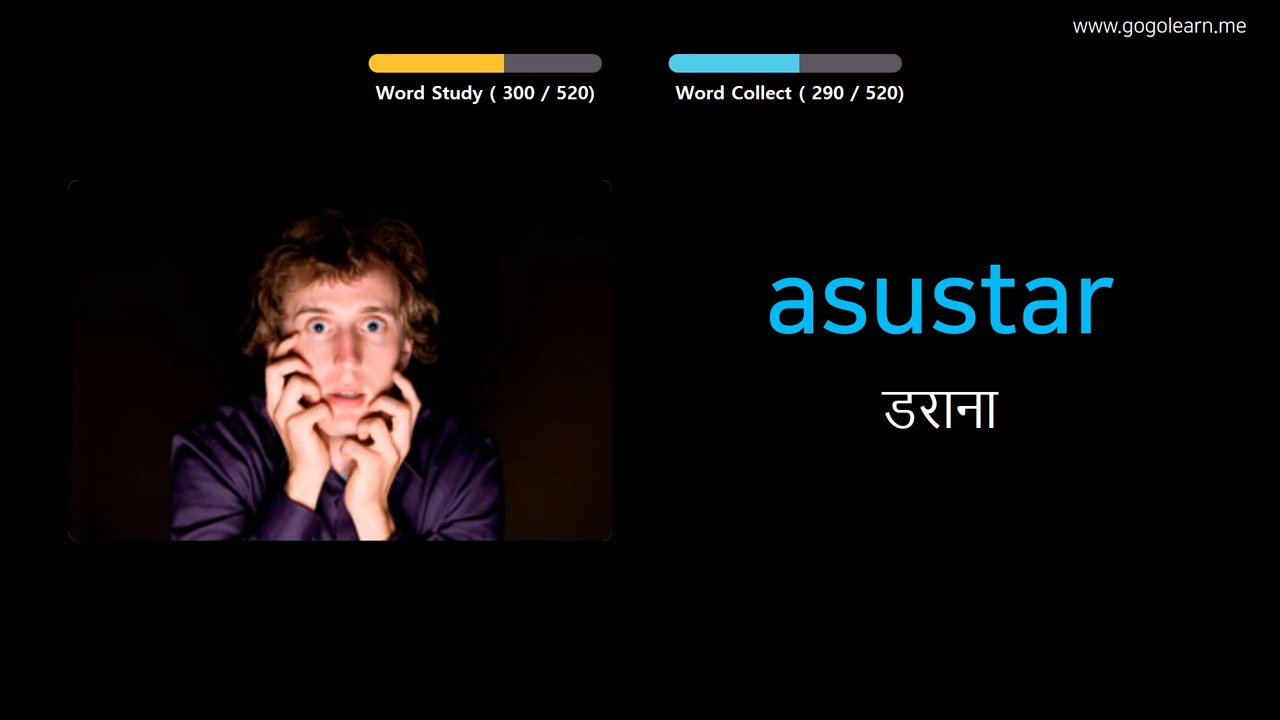 www.gogolearn.me
Word Study ( 300 / 520)
Word Collect ( 290 / 520)
asustar
डराना